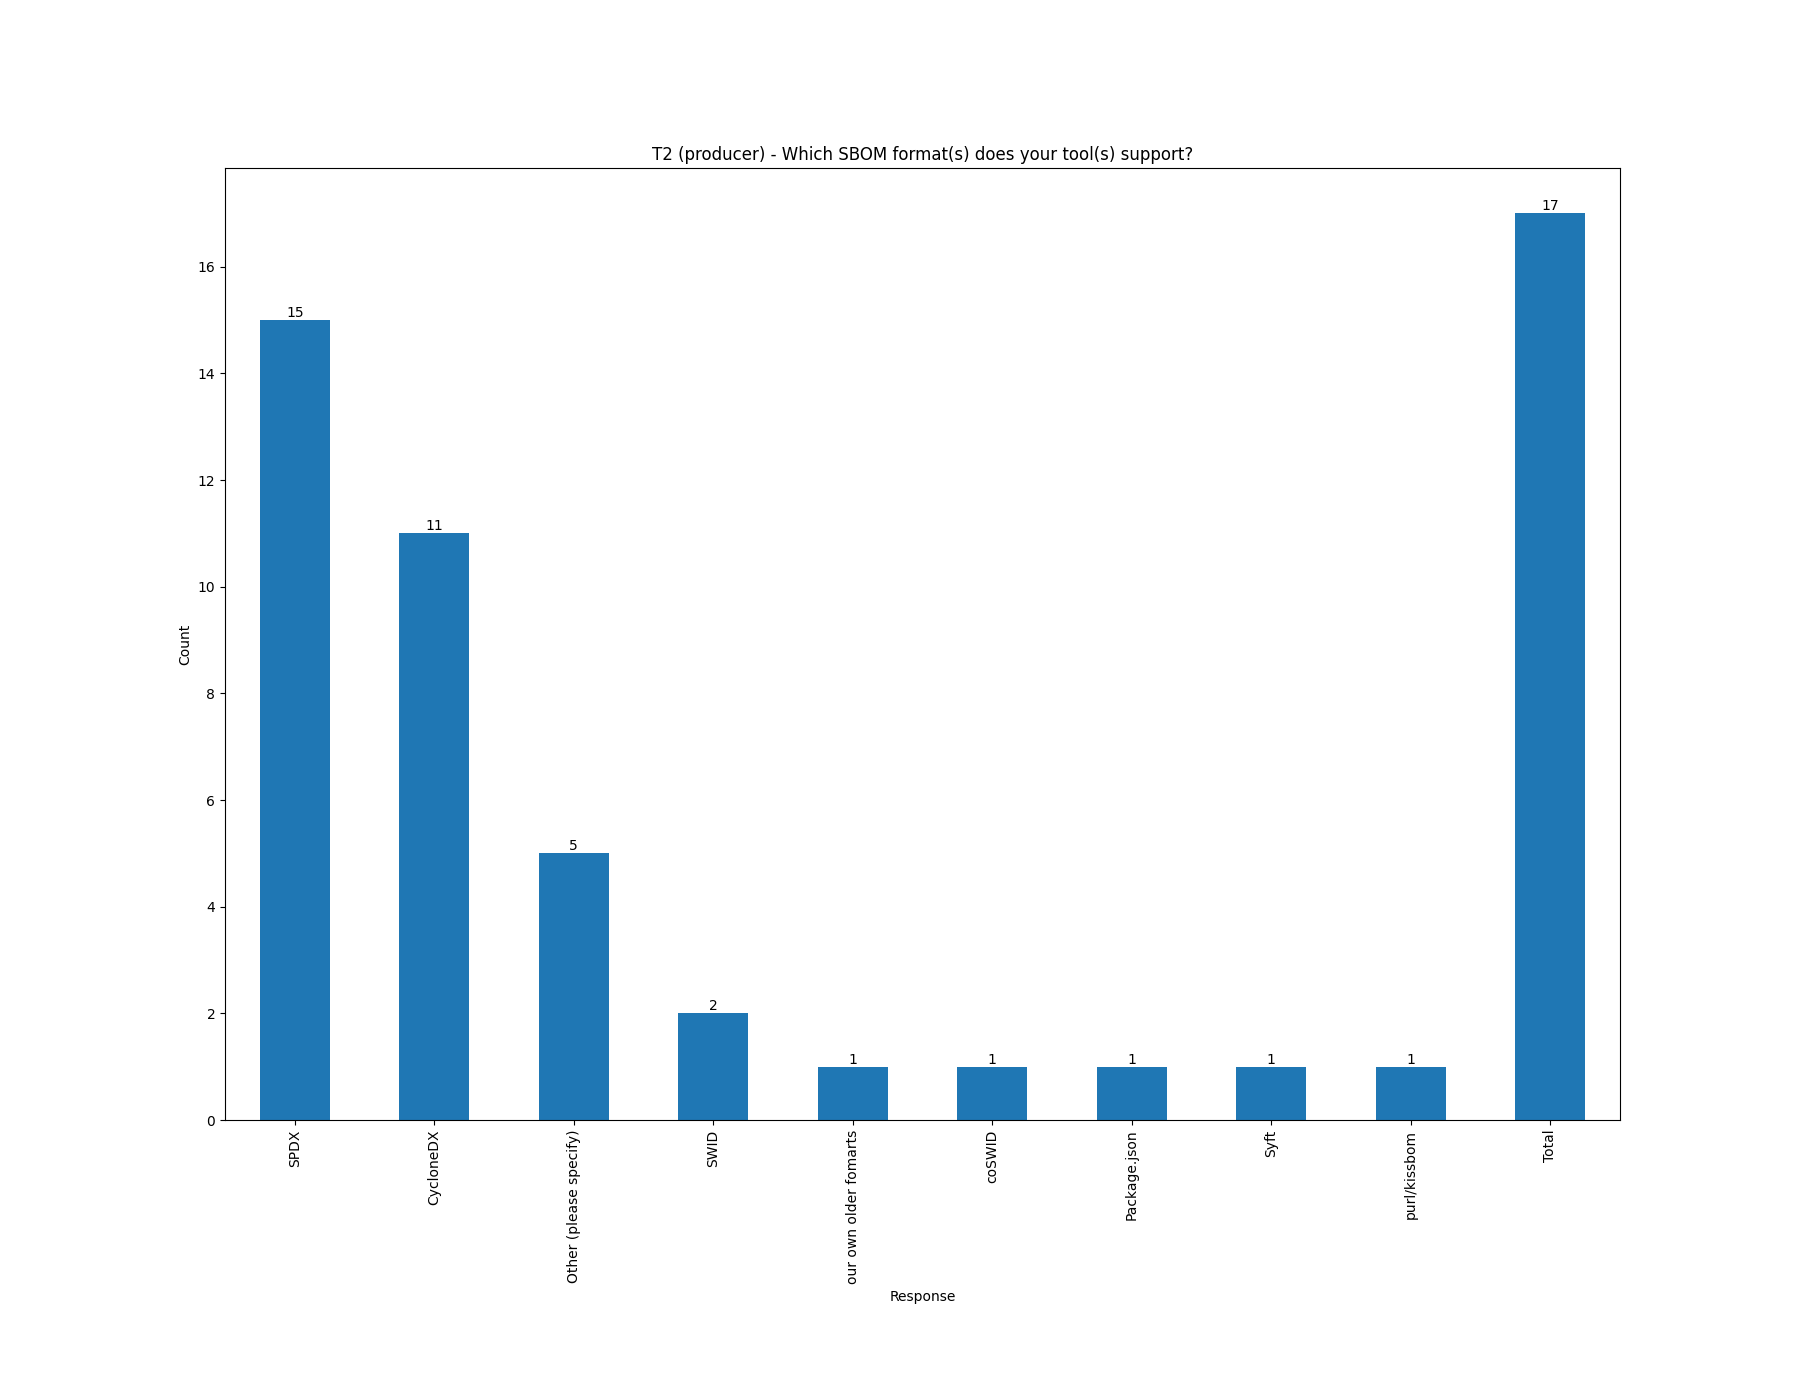 T2 (producer) - Which SBOM format(s) does your tool(s) support?
17
16
15
14
12
11
10
Count
8
6
5
4
2
2
1
1
1
1
1
0
SPDX
CycloneDX
Other (please specify)
SWID
our own older fomarts
coSWID
Package.json
Syft
purl/kissbom
Total
Response